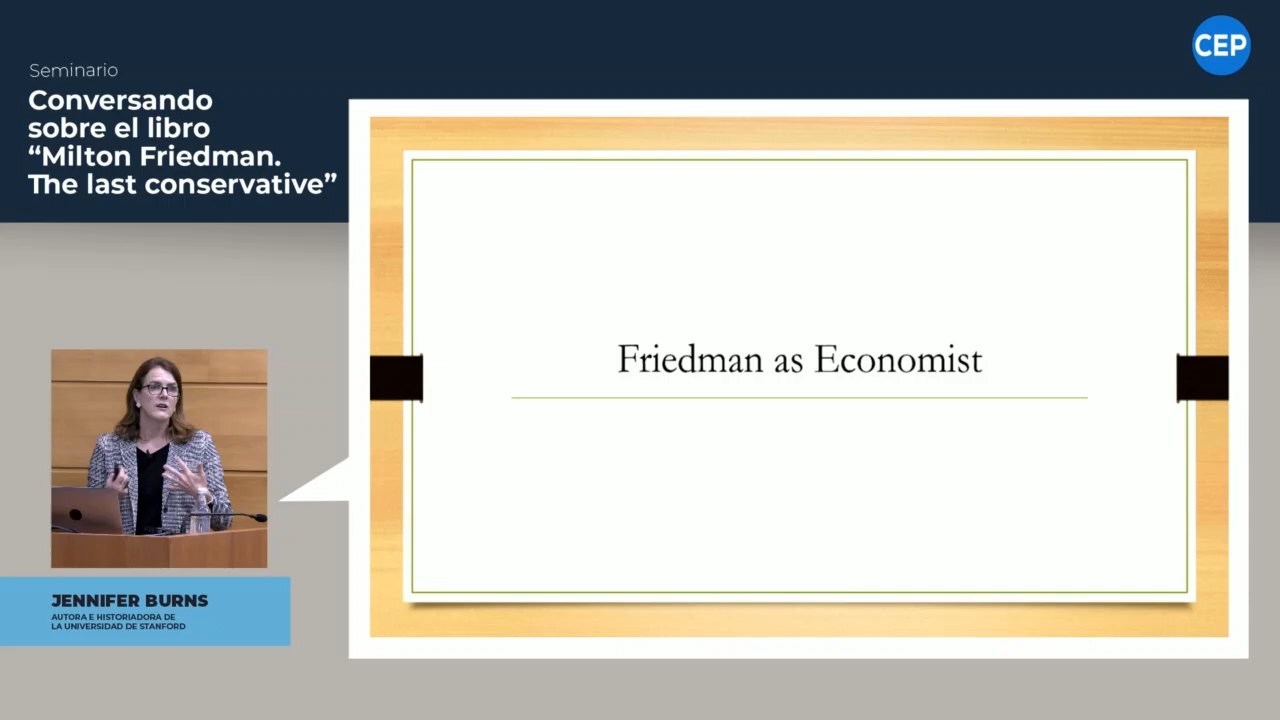 Seminario
Conversando
sobre el libro
“Milton Friedman.
The last conservative”
CEP
Friedman as Economist
JENNIFER BURNS
AUTORA E HISTORIADORA DE
LA UNIVERSIDAD DE STANFORD